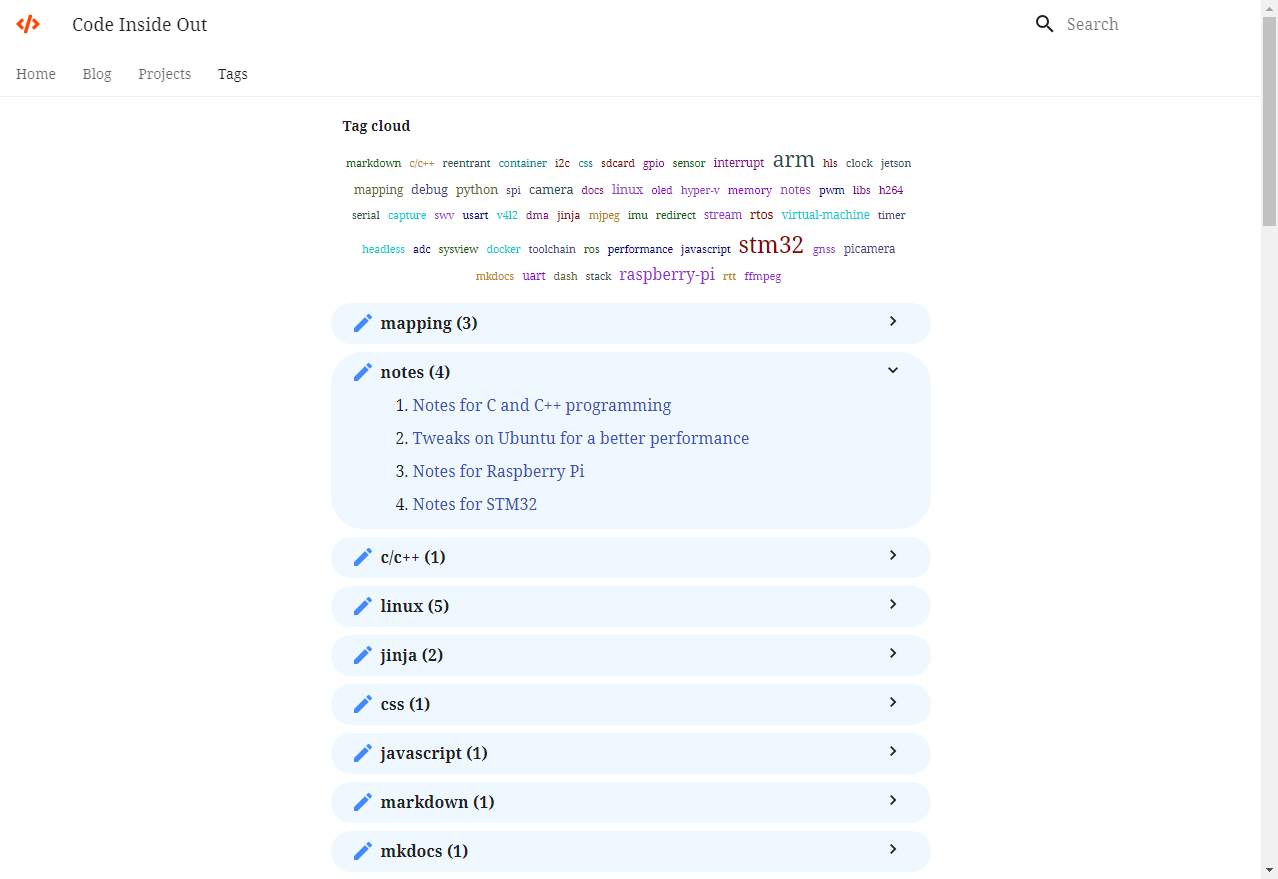 Code Inside Out
Search
Home Blog Projects Tags
Tag cloud
markdown c/c++ reentrant container i2c css sdcard gpio sensor interrupt arm hls clock jetson
mapping debug python spi camera docs linux oled hyper-v memory notes pwm libs h264
serial capture swv usart v4l2 dma jinja mjpeg imu redirect stream rtos virtual-machine timer
headless adc sysview docker toolchain ros performance javascript stm32 gnss picamera
mkdocs uart dash stack raspberry-pi rtt ffmpeg
mapping (3)
notes (4)
1. Notes for C and C++ programming
2. Tweaks on Ubuntu for a better performance
3. Notes for Raspberry Pi
4. Notes for STM32
c/c++ (1)
linux (5)
jinja (2)
css (1)
javascript (1)
markdown (1)
mkdocs (1)